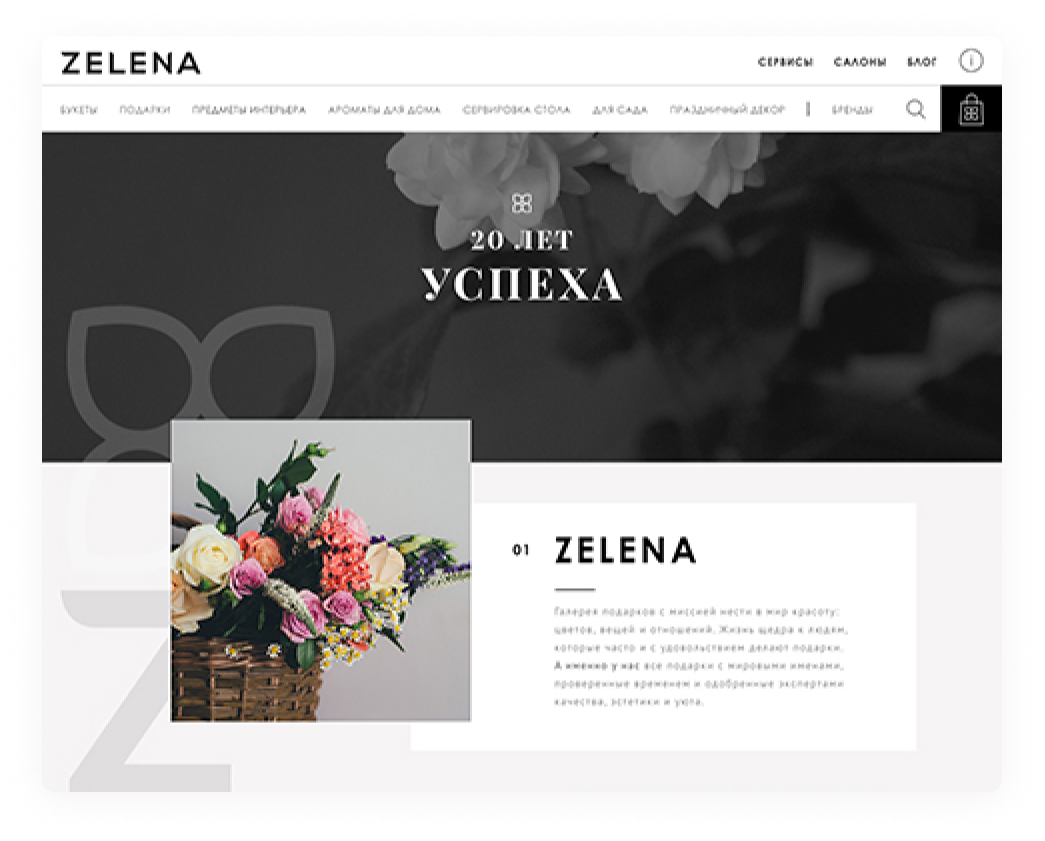 ZELENA
СЕРВИСЫ САЛОНЫ БЛОГ
БУКЕТЫ ПОДАРКИ ПРЕДМЕТЫ ИНТЕРЬЕРА АРОМАТЫ ДЛЯ ДОМА СЕРВИРОВКА СТОЛА ДЛЯ САДА ПРАЗДНИЧНЫЙ ДЕКОР | БРЕНДЫ
20 ЛЕТ
УСПЕХА
01 ZELENA
Галерея подарков с миссией нести в мир красоту:
цветов, вещей и отношений. Жизнь щедра к людям,
которые часто и с удовольствием делают подарки.
А именно у нас все подарки с мировыми именами,
проверенные временем и одобренные экспертами
качества, эстетики и уюта.